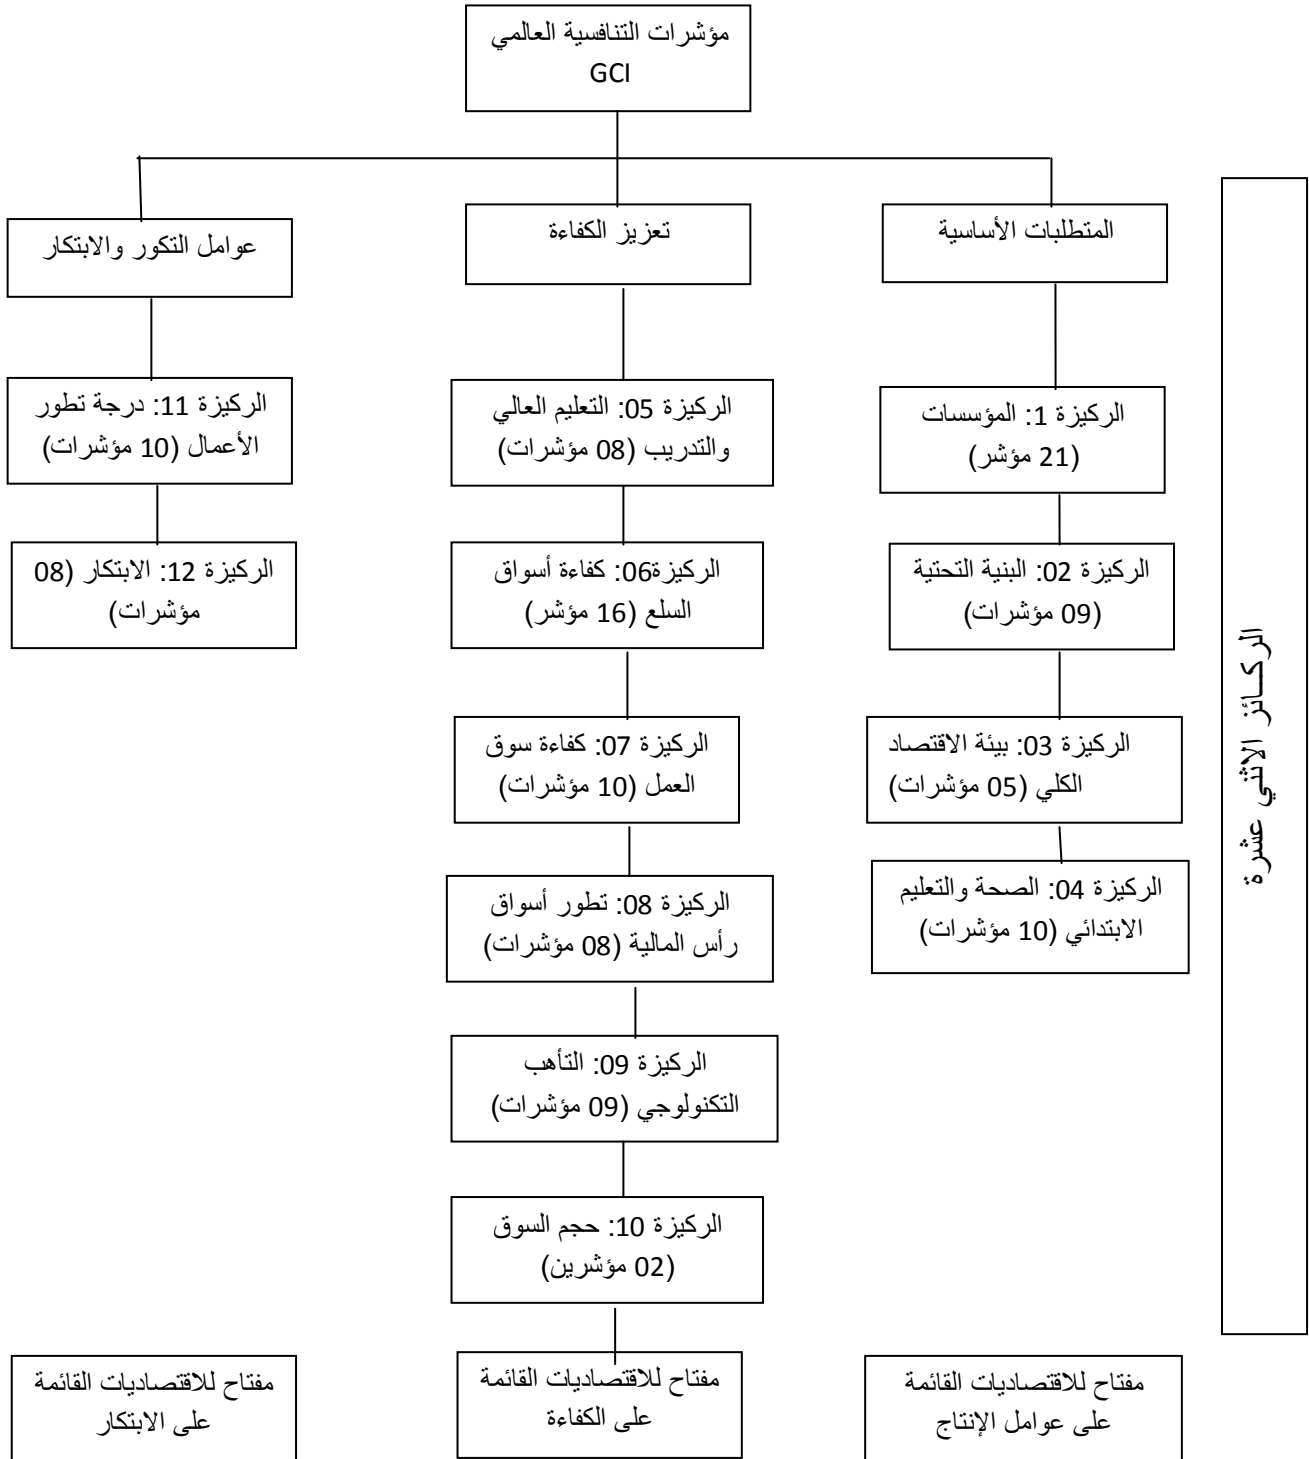 مؤشرات التنافسية العالمي
GCI
المتطلبات الأساسية
تعزيز الكفاءة
عوامل التكور والابتكار
الركيزة 1: المؤسسات
(21 مؤشر)
الركيزة 02: البنية التحتية
(09 مؤشرات)
الركيزة 03: بيئة الاقتصاد
الكلي (05 مؤشرات)
الركيزة 04: الصحة والتعليم
الابتدائي (10 مؤشرات)
الركيزة 05: التعليم العالي
والتدريب (08 مؤشرات)
الركيزة06: كفاءة أسواق
السلع (16 مؤشر)
الركيزة 07: كفاءة سوق
العمل (10 مؤشرات)
الركيزة 08: تطور أسواق
رأس المالية (08 مؤشرات)
الركيزة 09: التأهب
التكنولوجي (09 مؤشرات)
الركيزة 10: حجم السوق
(02 مؤشرين)
الركيزة 11: درجة تطور
الأعمال (10 مؤشرات)
الركيزة 12: الابتكار (08
مؤشرات)
الركـائز الاثني عشرة
مفتاح للاقتصاديات القائمة
على عوامل الإنتاج
مفتاح للاقتصاديات القائمة
على الكفاءة
مفتاح للاقتصاديات القائمة
على الابتكار